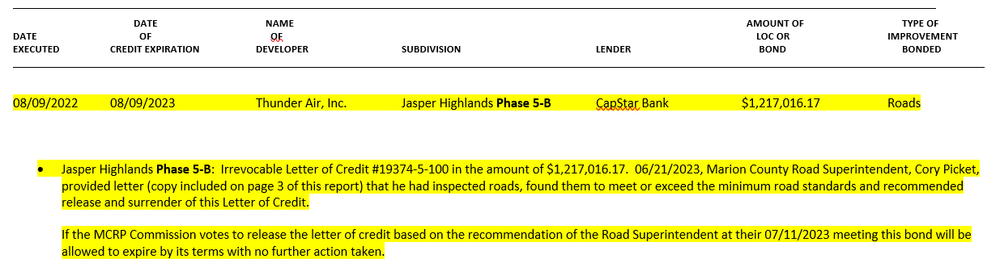 DATE NAME AMOUNT OF TYPE OF
DATE OF OF LOC OR IMPROVEMENT
EXECUTED CREDIT EXPIRATION DEVELOPER SUBDIVISION LENDER BOND BONDED
08/09/2022 08/09/2023 Thunder Air, Inc. Jasper Highlands Phase 5-B CapStar Bank $1,217,016.17 Roads
• Jasper Highlands Phase 5-B: Irrevocable Letter of Credit #19374-5-100 in the amount of $1,217,016.17. 06/21/2023, Marion County Road Superintendent, Cory Picket,
provided letter (copy included on page 3 of this report) that he had inspected roads, found them to meet or exceed the minimum road standards and recommended
release and surrender of this Letter of Credit.
If the MCRP Commission votes to release the letter of credit based on the recommendation of the Road Superintendent at their 07/11/2023 meeting this bond will be
allowed to expire by its terms with no further action taken.